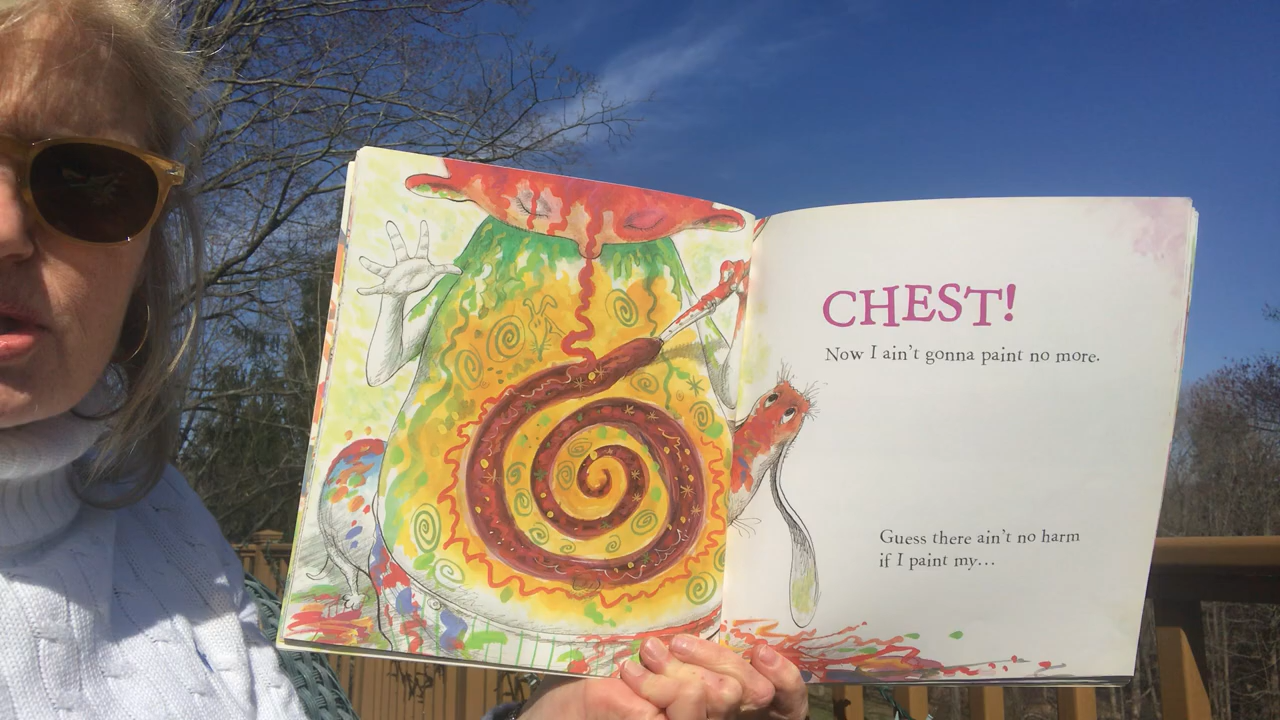 CHEST!
Now I ain't gonna paint no more.
Guess there ain't no harm
if I paint my...